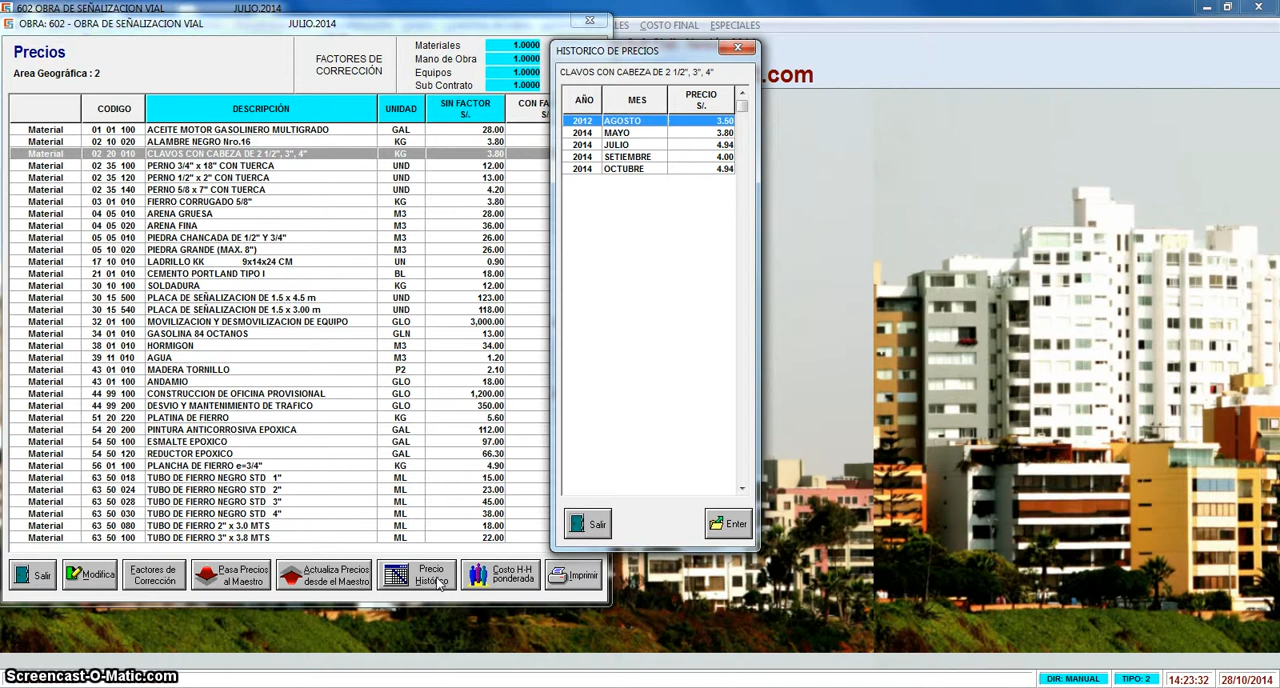 602 OBRA DE SEÑALIZACION VIAL JULIO.2014
OBRA: 602 - OBRA DE SEÑALIZACION VIAL JULIO.2014
LES COSTO FINAL ESPECIALES
.com
Precios
Area Geográfica : 2
FACTORES DE
CORRECCIÓN
Materiales 1.0000
Mano de Obra 1.0000
Equipos 1.0000
Sub Contrato 1.0000
CODIGO DESCRIPCIÓN UNIDAD SIN FACTOR S/. CON FA S/
Material 01 01 100 ACEITE MOTOR GASOLINERO MULTIGRADO GAL 28.00
Material 02 10 020 ALAMBRE NEGRO Nro.16 KG 3.80
Material 02 20 010 CLAVOS CON CABEZA DE 2 1/2", 3", 4" KG 3.80
Material 02 35 100 PERNO 3/4" x 18" CON TUERCA UND 12.00
Material 02 35 120 PERNO 1/2" x 2" CON TUERCA UND 13.00
Material 02 35 140 PERNO 5/8 x 7" CON TUERCA UND 4.20
Material 03 01 010 FIERRO CORRUGADO 5/8" KG 3.80
Material 04 05 010 ARENA GRUESA M3 28.00
Material 04 05 020 ARENA FINA M3 36.00
Material 05 05 010 PIEDRA CHANCADA DE 1/2" Y 3/4" M3 26.00
Material 05 10 020 PIEDRA GRANDE (MAX. 8") M3 26.00
Material 17 10 010 LADRILLO KK 9x14x24 CM UN 0.90
Material 21 01 010 CEMENTO PORTLAND TIPO I BL 18.00
Material 30 10 100 SOLDADURA KG 12.00
Material 30 15 500 PLACA DE SEÑALIZACION DE 1.5 x 4.5 m UND 123.00
Material 30 15 540 PLACA DE SEÑALIZACION DE 1.5 x 3.00 m UND 118.00
Material 32 01 100 MOVILIZACION Y DESMOVILIZACION DE EQUIPO GLO 3,000.00
Material 34 01 010 GASOLINA 84 OCTANOS GLN 13.00
Material 38 01 010 HORMIGON M3 34.00
Material 39 11 010 AGUA M3 1.20
Material 43 01 010 MADERA TORNILLO P2 2.10
Material 43 01 100 ANDAMIO GLO 18.00
Material 44 99 100 CONSTRUCCION DE OFICINA PROVISIONAL GLO 1,200.00
Material 44 99 200 DESVIO Y MANTENIMIENTO DE TRAFICO GLO 350.00
Material 51 20 220 PLATINA DE FIERRO KG 5.60
Material 54 20 200 PINTURA ANTICORROSIVA EPOXICA GAL 112.00
Material 54 50 100 ESMALTE EPOXICO GAL 97.00
Material 54 50 120 REDUCTOR EPOXICO GAL 66.30
Material 56 01 100 PLANCHA DE FIERRO e=3/4" KG 4.90
Material 63 50 018 TUBO DE FIERRO NEGRO STD 1" ML 15.00
Material 63 50 024 TUBO DE FIERRO NEGRO STD 2" ML 23.00
Material 63 50 028 TUBO DE FIERRO NEGRO STD 3" ML 45.00
Material 63 50 030 TUBO DE FIERRO NEGRO STD 4" ML 38.00
Material 63 50 080 TUBO DE FIERRO 2" x 3.0 MTS ML 18.00
Material 63 50 100 TUBO DE FIERRO 3" x 3.8 MTS ML 22.00
Salir
Modifica
Factores de
Corrección
Pasa Precios
al Maestro
Actualiza Precios
desde el Maestro
Precio
Histórico
Costo H-H
ponderada
Imprimir
HISTORICO DE PRECIOS
CLAVOS CON CABEZA DE 2 1/2", 3", 4"
AÑO MES PRECIO S/.
2012 AGOSTO 3.50
2014 MAYO 3.80
2014 JULIO 4.94
2014 SETIEMBRE 4.00
2014 OCTUBRE 4.94
Salir
Enter
Screencast-O-Matic.com
DIR: MANUAL TIPO: 2 14:23:32 28/10/2014